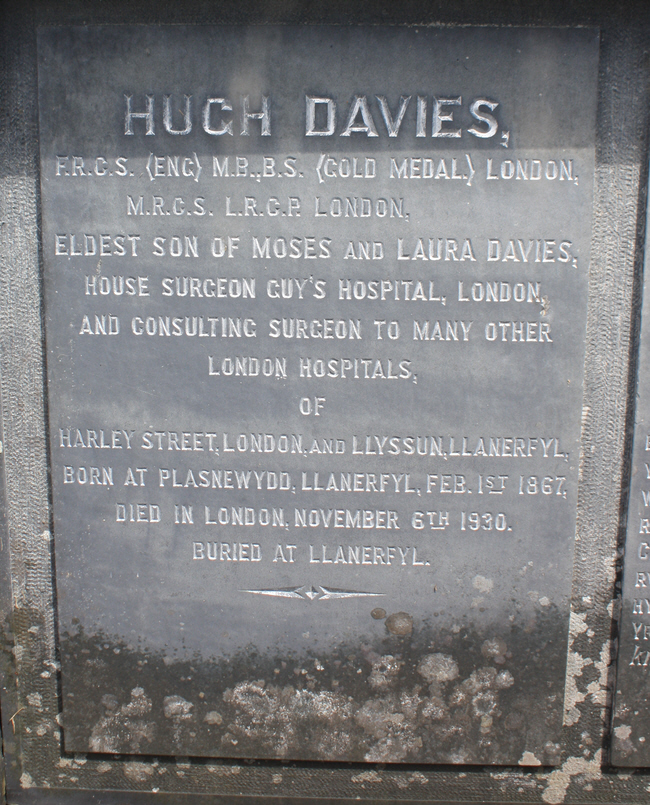 HUGH DAVIES,
F.R.C.S. (ENG) M.B.,B.S. (GOLD MEDAL.) LONDON,
M.R.C.S. L.R.C.P. LONDON,
ELDEST SON OF MOSES AND LAURA DAVIES,
HOUSE SURGEON GUY'S HOSPITAL, LONDON,
AND CONSULTING SURGEON TO MANY OTHER
LONDON HOSPITALS,
OF
HARLEY STREET, LONDON, AND LLYSSUN, LLANERFYL,
BORN AT PLASNEWYDD, LLANERFYL, FEB. 1ST 1867,
DIED IN LONDON, NOVEMBER 6TH 1930.
BURIED AT LLANERFYL.